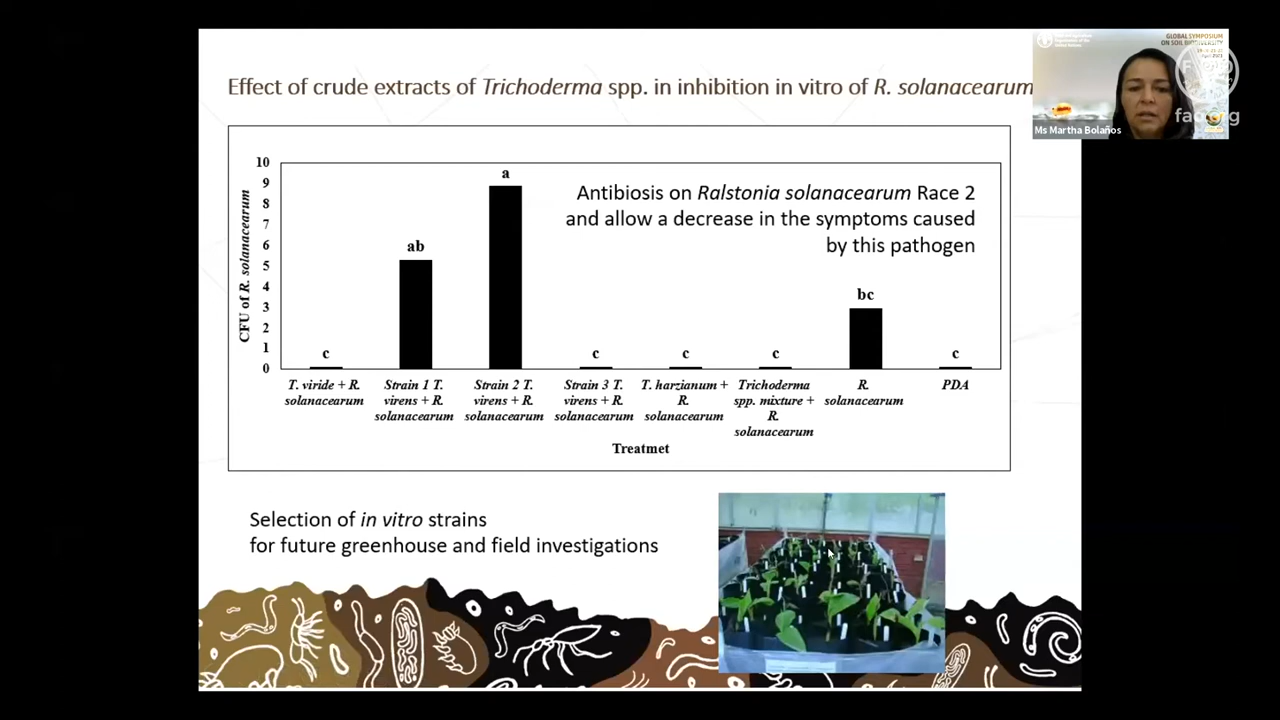 Effect of crude extracts of Trichoderma spp. in inhibition in vitro of R. solanacearum
GLOBAL SYMPOSIUM
ON SOIL BIODIVERSITY
FAO
fao.org
Ms Martha Bolaños
10
9
8
7
6
5
4
3
2
1
0
CFU of R. solanacearum
a
ab
bc
c
c
c
c
c
Antibiosis on Ralstonia solanacearum Race 2
and allow a decrease in the symptoms caused
by this pathogen
T. viride + R.
solanacearum
Strain 1 T.
virens + R.
solanacearum
Strain 2 T.
virens + R.
solanacearum
Strain 3 T.
virens + R.
solanacearum
T. harzianum +
R.
solanacearum
Trichoderma
spp. mixture +
R.
solanacearum
R.
solanacearum
PDA
Treatmet
Selection of in vitro strains
for future greenhouse and field investigations